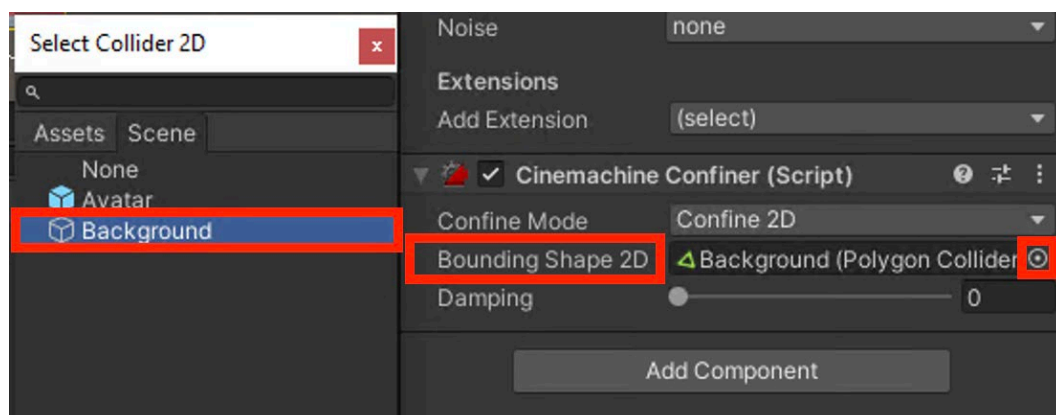 Select Collider 2D
x
Assets Scene
None
Avatar
Background
Noise none
Extensions
Add Extension (select)
Cinemachine Confiner (Script)
Confine Mode Confine 2D
Bounding Shape 2D Background (Polygon Collider
Damping 0
Add Component